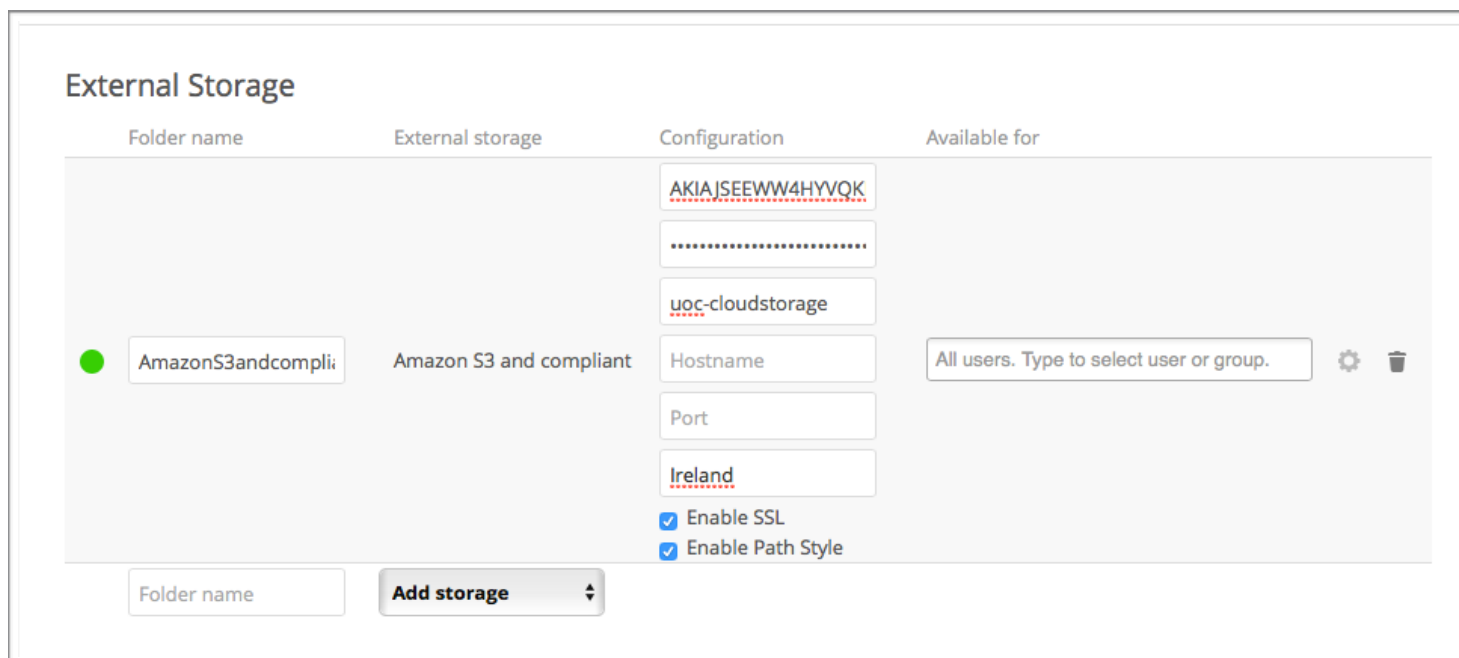 External Storage
Folder name External storage Configuration Available for
AKIAJSEEWW4HYVQK
uoc-cloudstorage
AmazonS3andcomplia Amazon S3 and compliant Hostname All users. Type to select user or group.
Port
Ireland
Enable SSL
Enable Path Style
Folder name Add storage